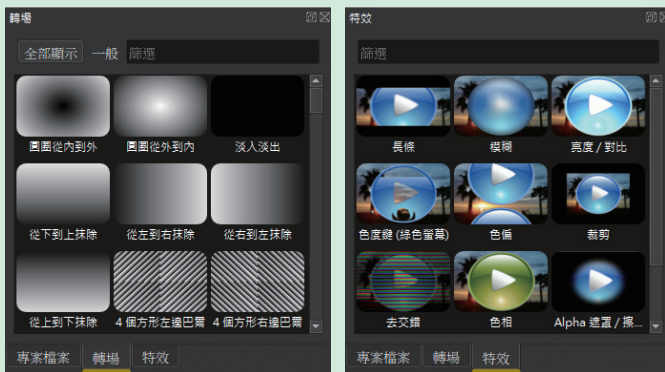 轉場
全部顯示 一般 篩選
圓圈從內到外 圓圈從外到內 淡入淡出
從下到上抹除 從左到右抹除 從右到左抹除
從上到下抹除 4 個方形左邊巴爾 4 個方形右邊巴爾
專案檔案 轉場 特效
特效
篩選
長條 模糊 亮度 / 對比
色度鍵 (綠色螢幕) 色偏 裁剪
去交錯 色相 Alpha 遮罩 / 擦...
專案檔案 轉場 特效